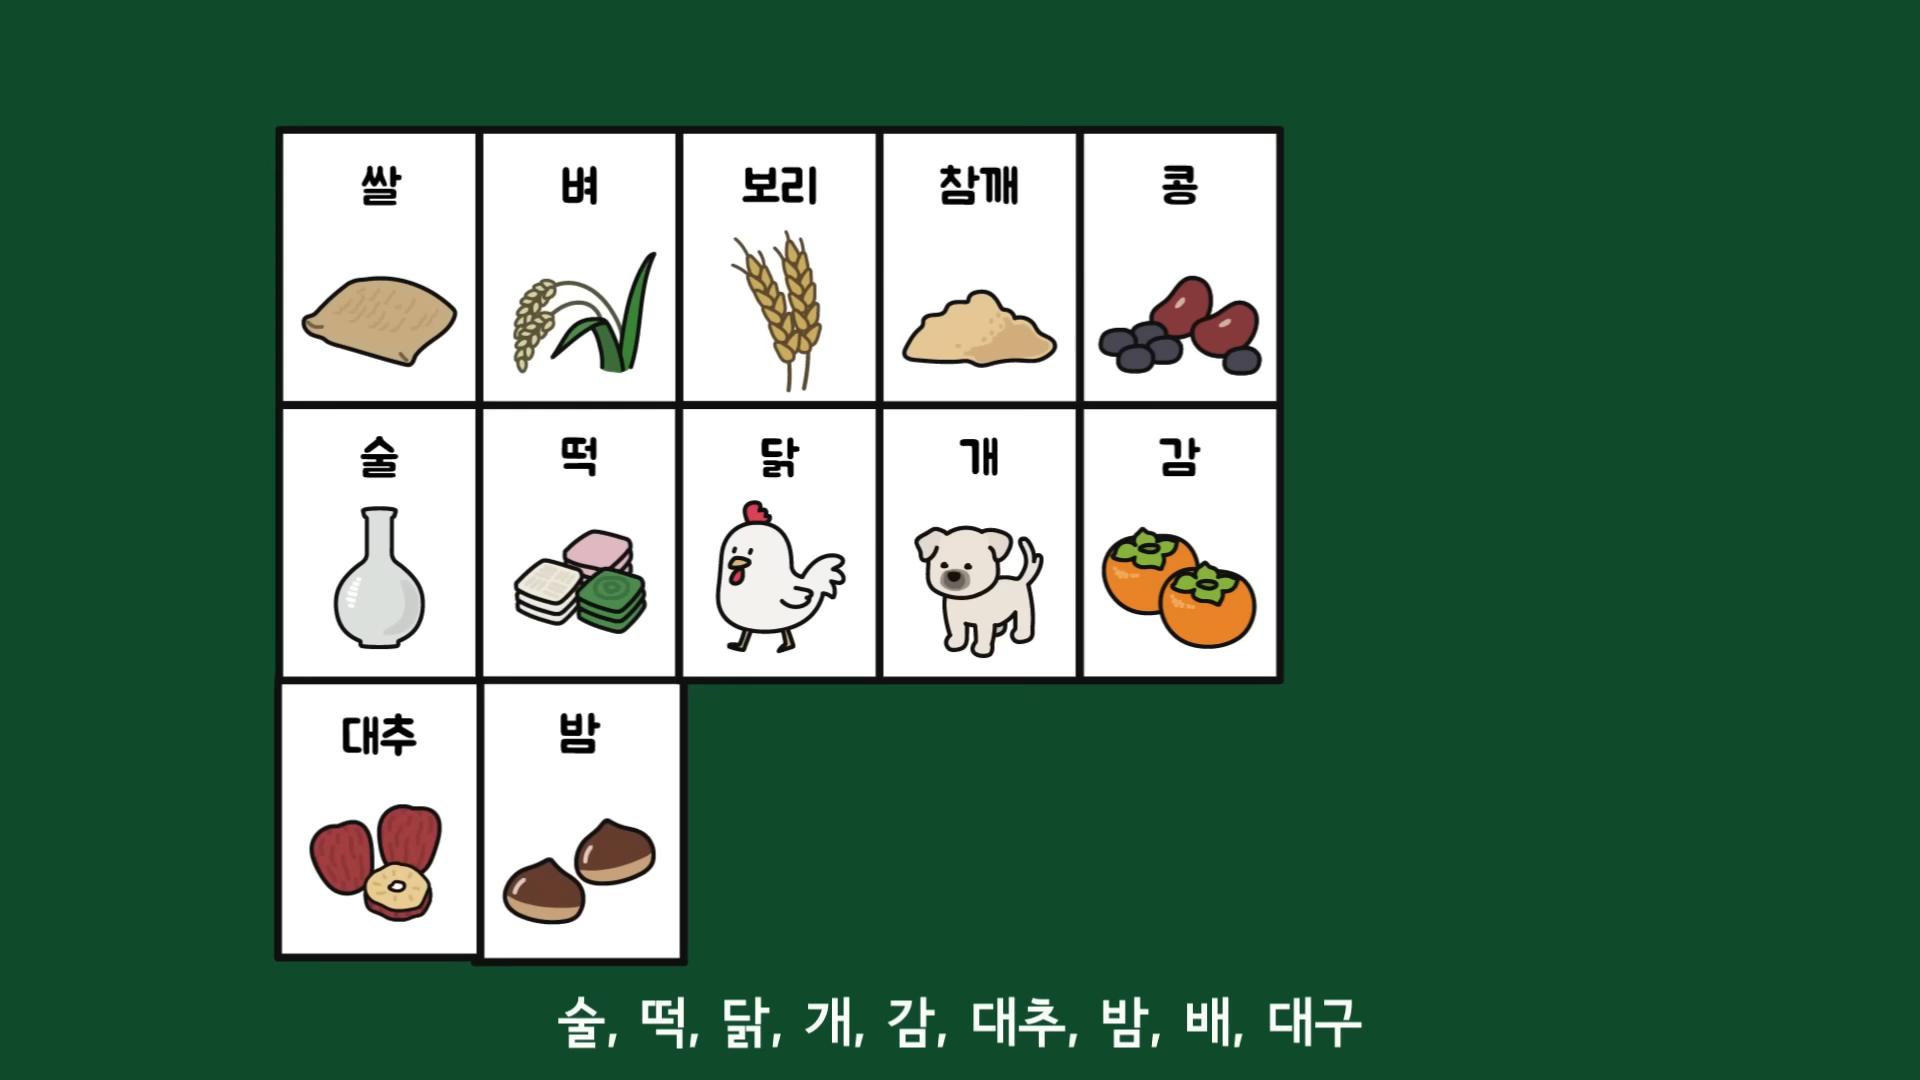 쌀 벼 보리 참깨 콩
술 떡 닭 개 감
대추 밤
술, 떡, 닭, 개, 감, 대추, 밤, 배, 대구